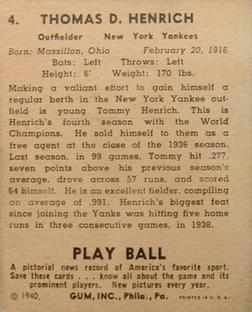 4. THOMAS D. HENRICH
Outfielder New York Yankees
Born: Massillon, Ohio February 20, 1916
Bats: Left Throws: Left
Height: 6' Weight: 170 lbs.
Making a valiant effort to gain himself a
regular berth in the New York Yankee out-
field is young Tommy Henrich. This is
Henrich's fourth season with the World
Champions. He sold himself to them as a
free agent at the close of the 1936 season.
Last season, in 99 games, Tommy hit .277,
seven points above his previous season's
average, drove across 57 runs, and scored
64 himself. He is an excellent fielder, compiling
an average of .991. Henrich's biggest feat
since joining the Yanks was hitting five home
runs in three consecutive games, in 1938.
PLAY BALL
A pictorial news record of America's favorite sport.
Save these cards . . . know all about the game and its
prominent players. New pictures every year.
© 1940, GUM, INC., Phila., Pa. PRINTED IN U. S. A.